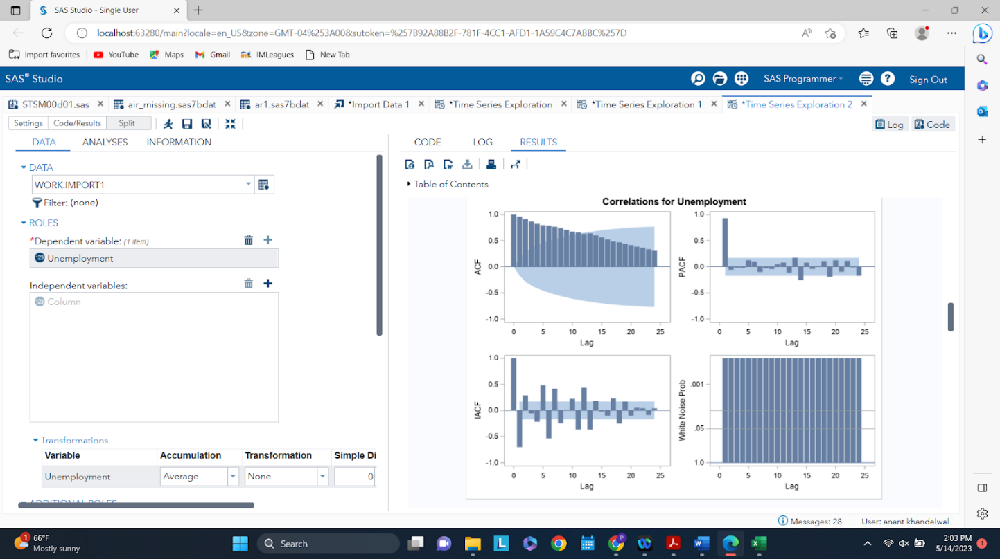 SAS Studio - Single User
localhost:63280/main?locale=en_US&zone=GMT-04%253A00&sutoken=%257B92A88B2F-781F-4CC1-AFD1-1A59C4C7ABBC%257D
Import favorites YouTube Maps Gmail IMLeagues New Tab
SAS® Studio SAS Programmer Sign Out
STSM00d01.sas air_missing.sas7bdat ar1.sas7bdat *Import Data 1 *Time Series Exploration *Time Series Exploration 1 *Time Series Exploration 2
Settings Code/Results Split Log Code
DATA ANALYSES INFORMATION CODE LOG RESULTS
DATA
WORK.IMPORT1
Filter: (none)
ROLES
*Dependent variable: (1 item)
123 Unemployment
Independent variables:
123 Column
Transformations
Variable Accumulation Transformation Simple Di
Unemployment Average None 0
ADDITIONAL ROLES
Table of Contents
Correlations for Unemployment
1.0
0.5
0.0
-0.5
-1.0
ACF
0 5 10 15 20 25
Lag
1.0
0.5
0.0
-0.5
-1.0
PACF
0 5 10 15 20 25
Lag
1.0
0.5
0.0
-0.5
-1.0
IACF
0 5 10 15 20 25
Lag
.001
.05
1.0
White Noise Prob
0 5 10 15 20 25
Lag
Messages: 28 User: anant khandelwal
1
66°F
Mostly sunny
Search
L
P
W
X
2:03 PM
5/14/2023
1